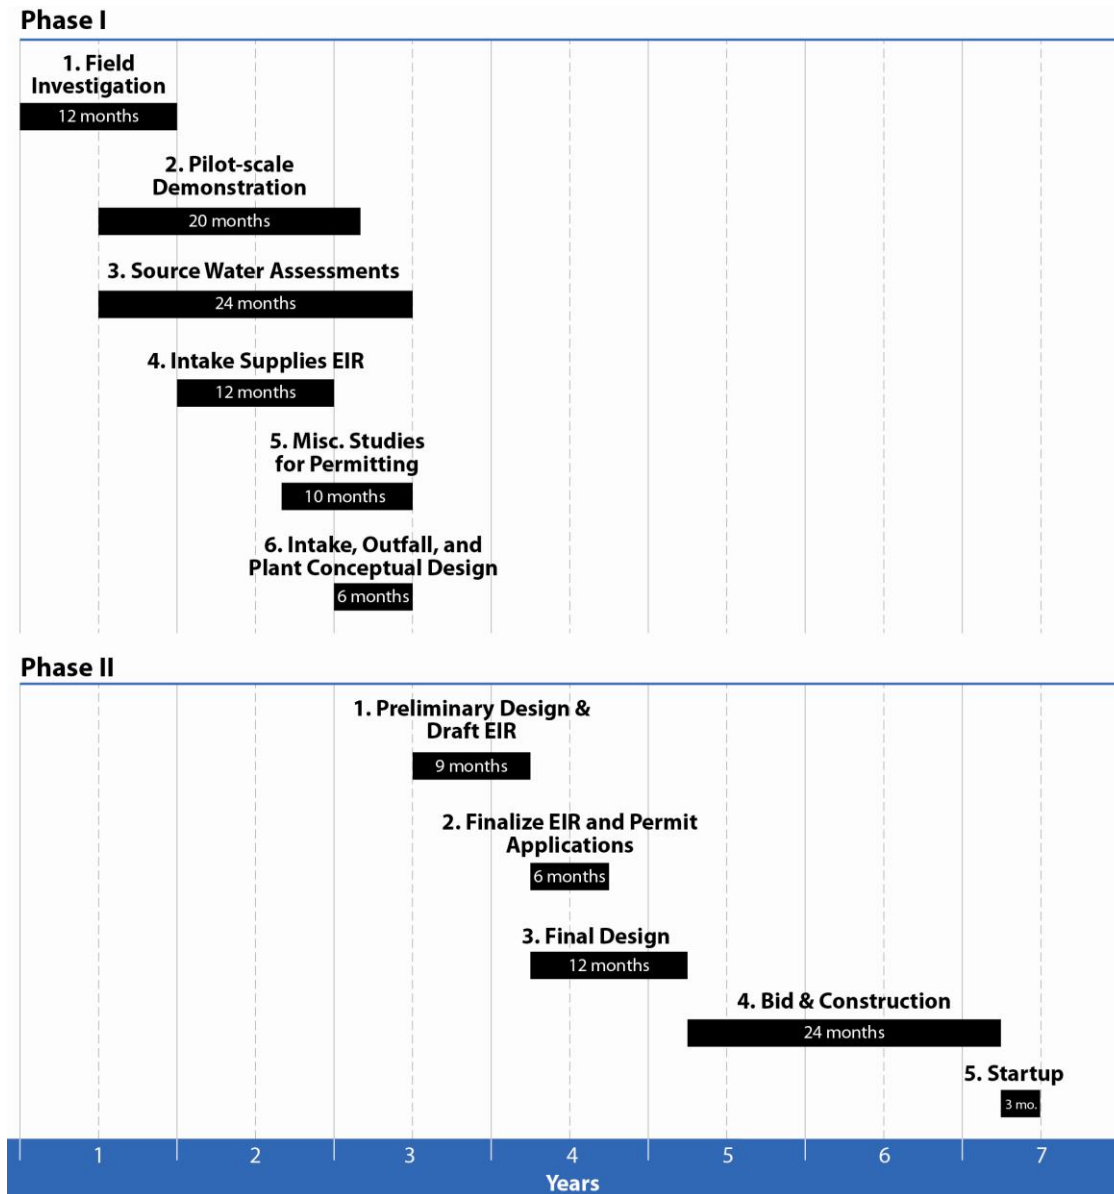 Phase I
1. Field
Investigation
12 months
2. Pilot-scale
Demonstration
20 months
3. Source Water Assessments
24 months
4. Intake Supplies EIR
12 months
5. Misc. Studies
for Permitting
10 months
6. Intake, Outfall, and
Plant Conceptual Design
6 months
Phase II
1. Preliminary Design &
Draft EIR
9 months
2. Finalize EIR and Permit
Applications
6 months
3. Final Design
12 months
4. Bid & Construction
24 months
5. Startup
3 mo.
1 2 3 4 5 6 7
Years